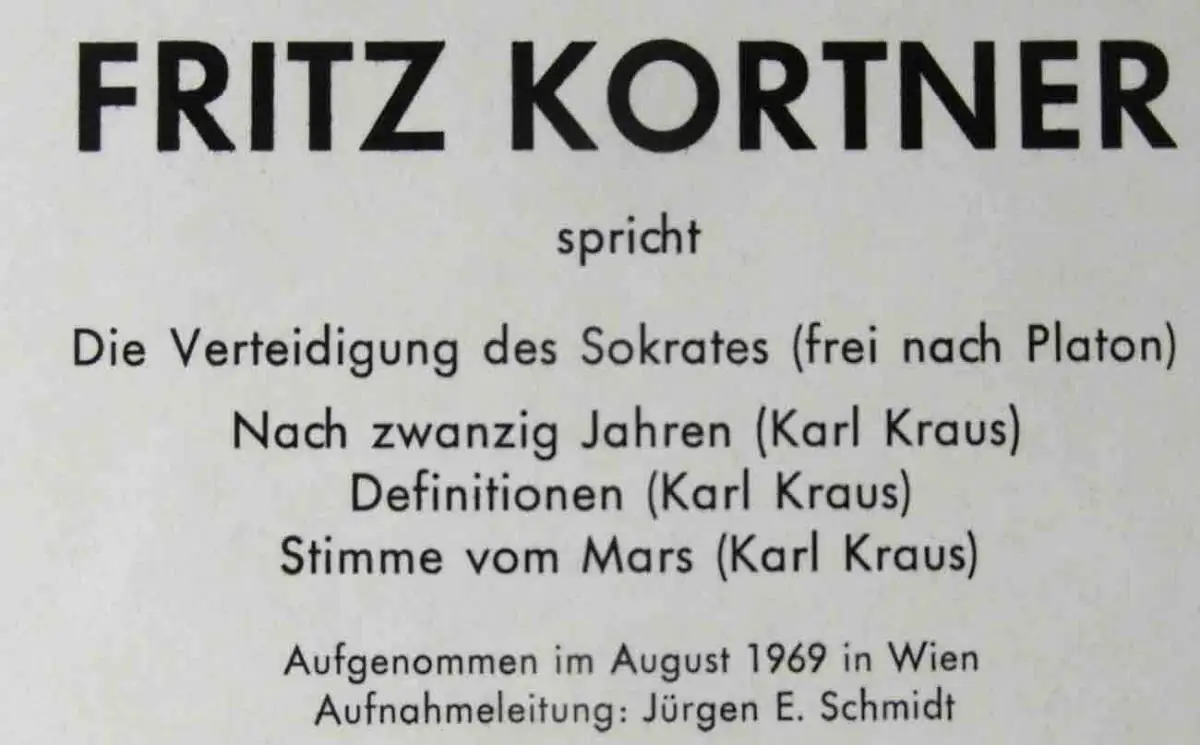 FRITZ KORTNER
spricht
Die Verteidigung des Sokrates (frei nach Platon)
Nach zwanzig Jahren (Karl Kraus)
Definitionen (Karl Kraus)
Stimme vom Mars (Karl Kraus)
Aufgenommen im August 1969 in Wien
Aufnahmeleitung: Jürgen E. Schmidt